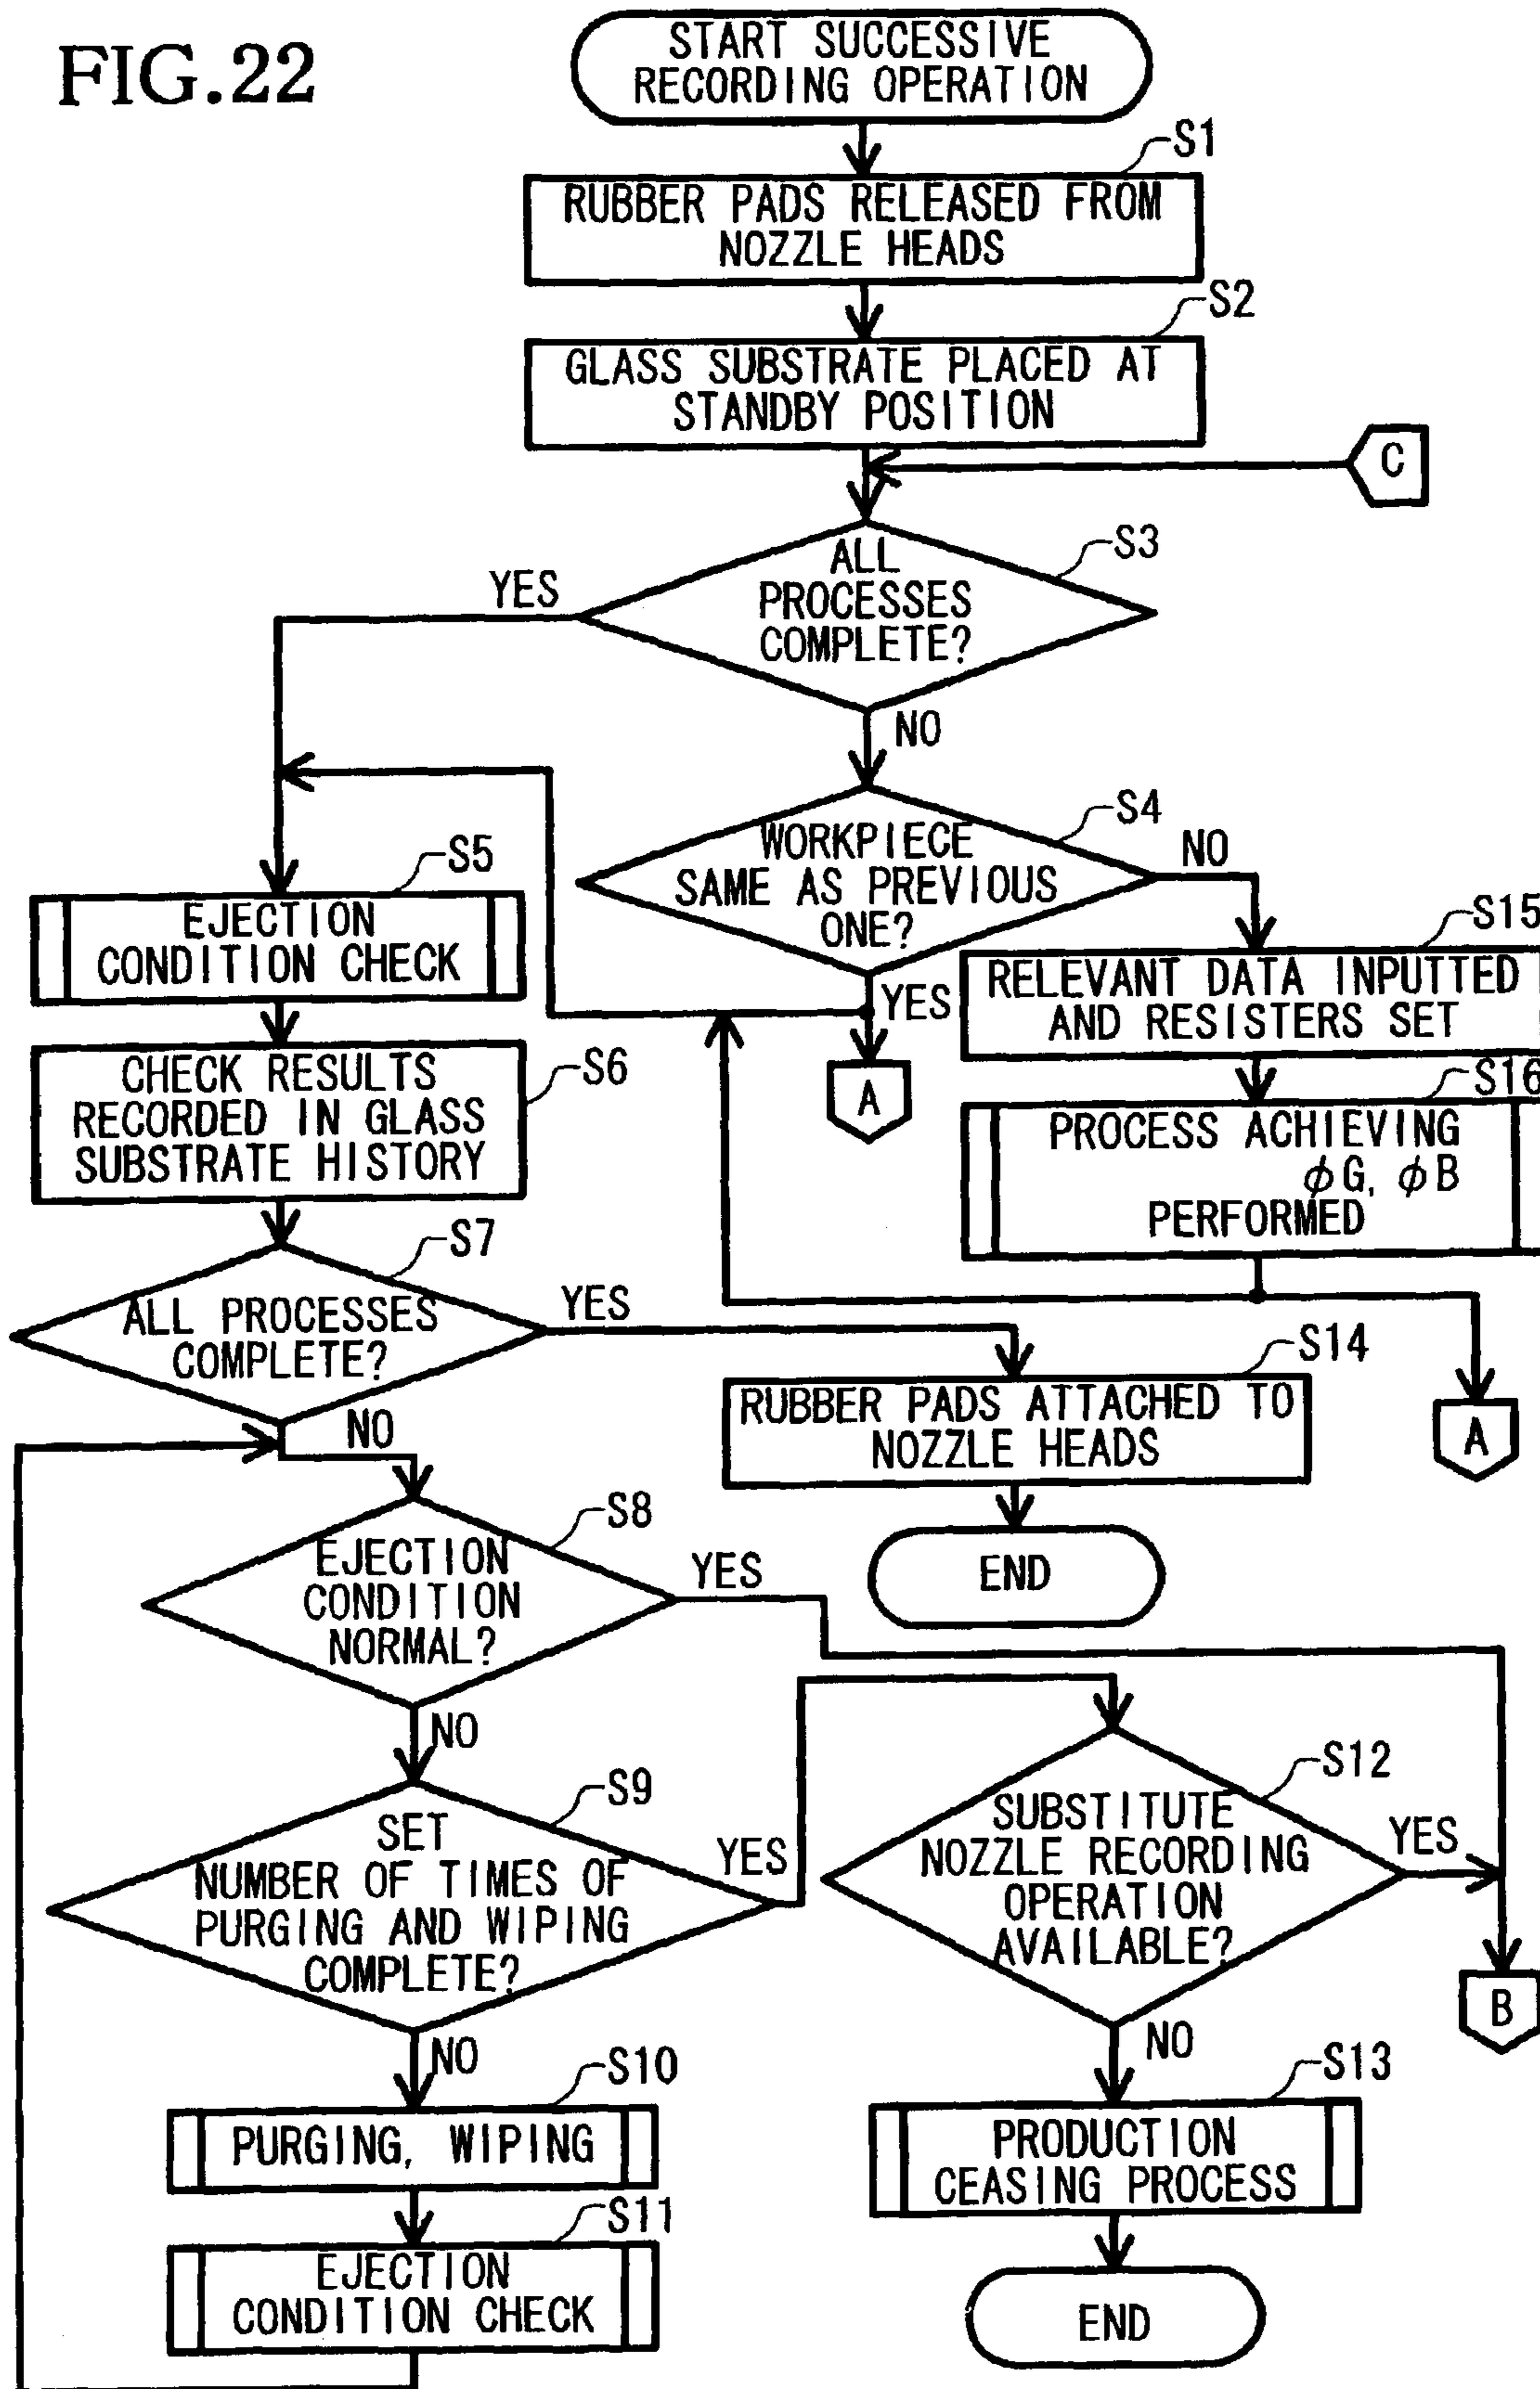 FIG.22
START SUCCESSIVE
RECORDING OPERATION
S1
RUBBER PADS RELEASED FROM
NOZZLE HEADS
S2
GLASS SUBSTRATE PLACED AT
STANDBY POSITION
C
S3
ALL
PROCESSES
COMPLETE?
YES
NO
S4
WORKPIECE
SAME AS PREVIOUS
ONE?
NO
YES
A
S5
EJECTION
CONDITION CHECK
S15
RELEVANT DATA INPUTTED
AND RESISTERS SET
S6
CHECK RESULTS
RECORDED IN GLASS
SUBSTRATE HISTORY
S16
PROCESS ACHIEVING
φG, φB
PERFORMED
A
S7
ALL PROCESSES
COMPLETE?
YES
NO
S14
RUBBER PADS ATTACHED TO
NOZZLE HEADS
END
S8
EJECTION
CONDITION
NORMAL?
YES
NO
S9
SET
NUMBER OF TIMES OF
PURGING AND WIPING
COMPLETE?
YES
NO
S12
SUBSTITUTE
NOZZLE RECORDING
OPERATION
AVAILABLE?
YES
B
NO
S10
PURGING, WIPING
S13
PRODUCTION
CEASING PROCESS
S11
EJECTION
CONDITION CHECK
END